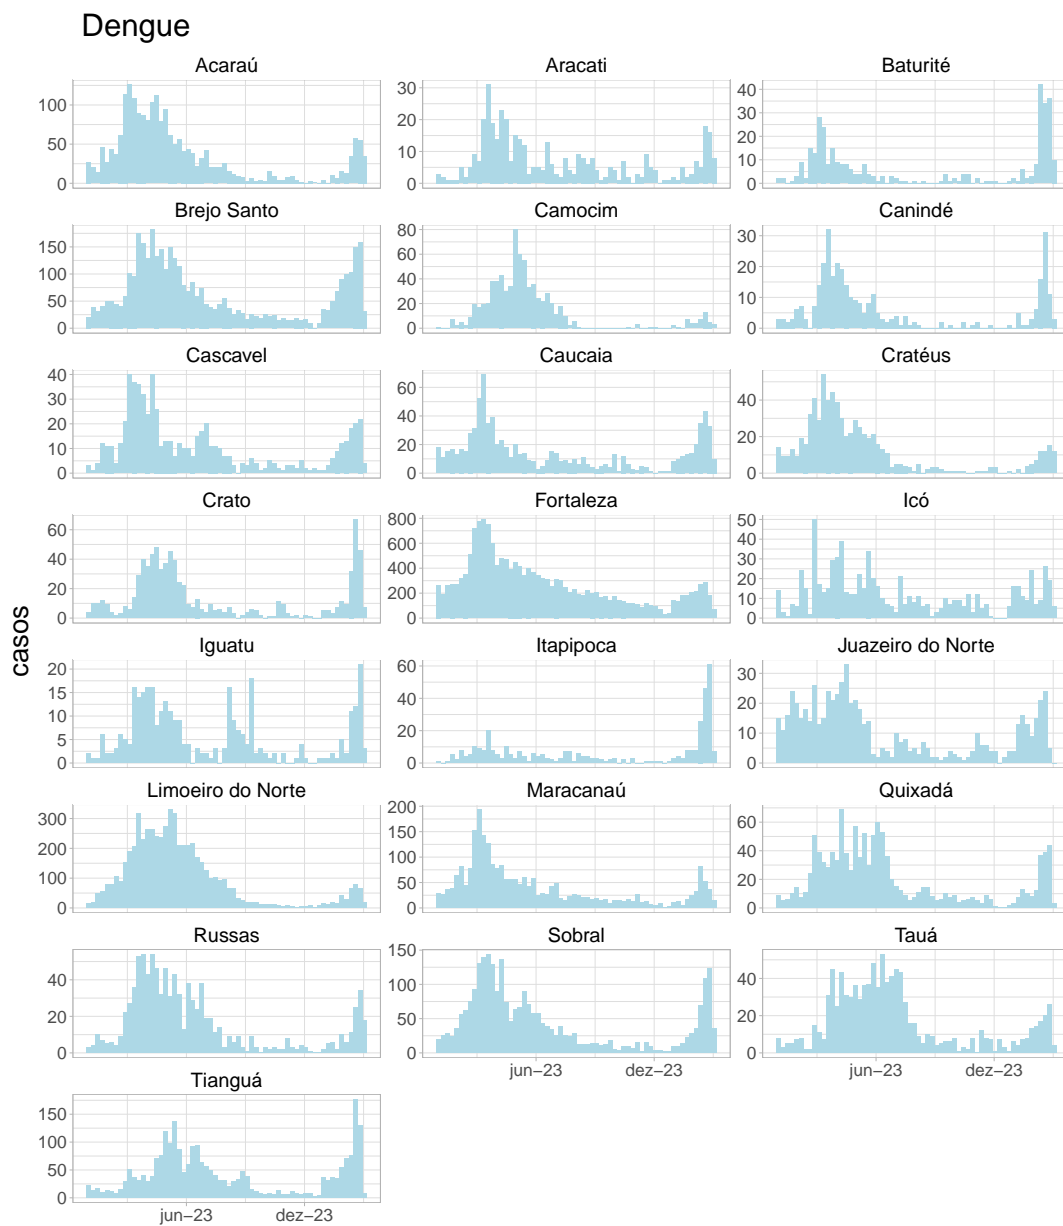 Dengue
Acaraú Aracati Baturité
100 50 0
30 20 10 0
40 30 20 10 0
Brejo Santo Camocim Canindé
150 100 50 0
80 60 40 20 0
30 20 10 0
Cascavel Caucaia Cratéus
40 30 20 10 0
60 40 20 0
40 20 0
Crato Fortaleza Icó
60 40 20 0
800 600 400 200 0
50 40 30 20 10 0
casos
Iguatu Itapipoca Juazeiro do Norte
20 15 10 5 0
60 40 20 0
30 20 10 0
Limoeiro do Norte Maracanaú Quixadá
300 200 100 0
200 150 100 50 0
60 40 20 0
Russas Sobral Tauá
40 20 0
150 100 50 0
40 20 0
jun−23 dez−23 jun−23 dez−23
Tianguá
150 100 50 0
jun−23 dez−23